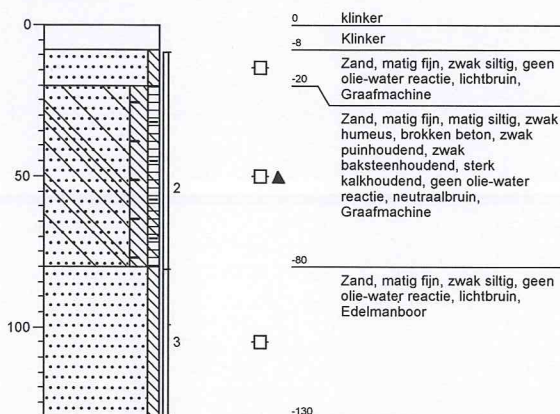 0
0
klinker
-8
Klinker
Zand, matig fijn, zwak siltig, geen
olie-water reactie, lichtbruin,
Graafmachine
-20
Zand, matig fijn, matig siltig, zwak
humeus, brokken beton, zwak
puinhoudend, zwak
baksteenhoudend, sterk
kalkhoudend, geen olie-water
reactie, neutraalbruin,
Graafmachine
50
2
-80
Zand, matig fijn, zwak siltig, geen
olie-water reactie, lichtbruin,
Edelmanboor
100
3
-130